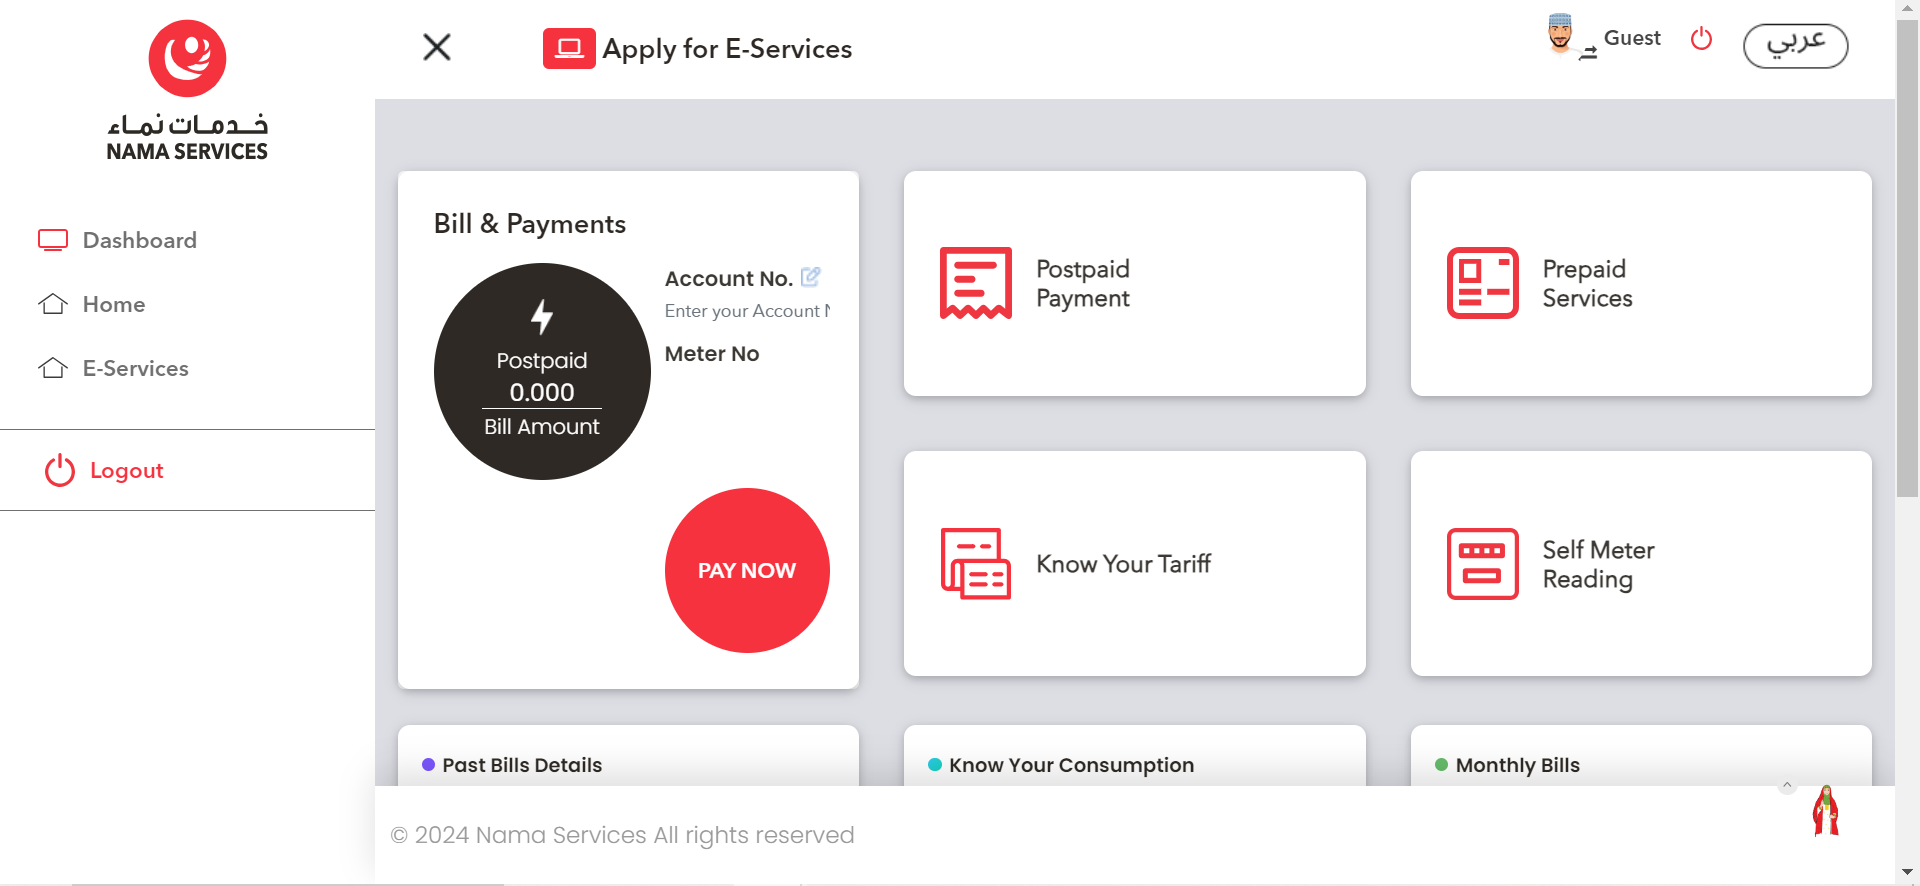 خدمات نماء
NAMA SERVICES
Dashboard
Home
E-Services
Logout
Apply for E-Services
Guest
عربي
Bill & Payments
Postpaid
0.000
Bill Amount
Account No.
Enter your Account
Meter No
PAY NOW
Postpaid
Payment
Prepaid
Services
Know Your Tariff
Self Meter
Reading
Past Bills Details
Know Your Consumption
Monthly Bills
© 2024 Nama Services All rights reserved